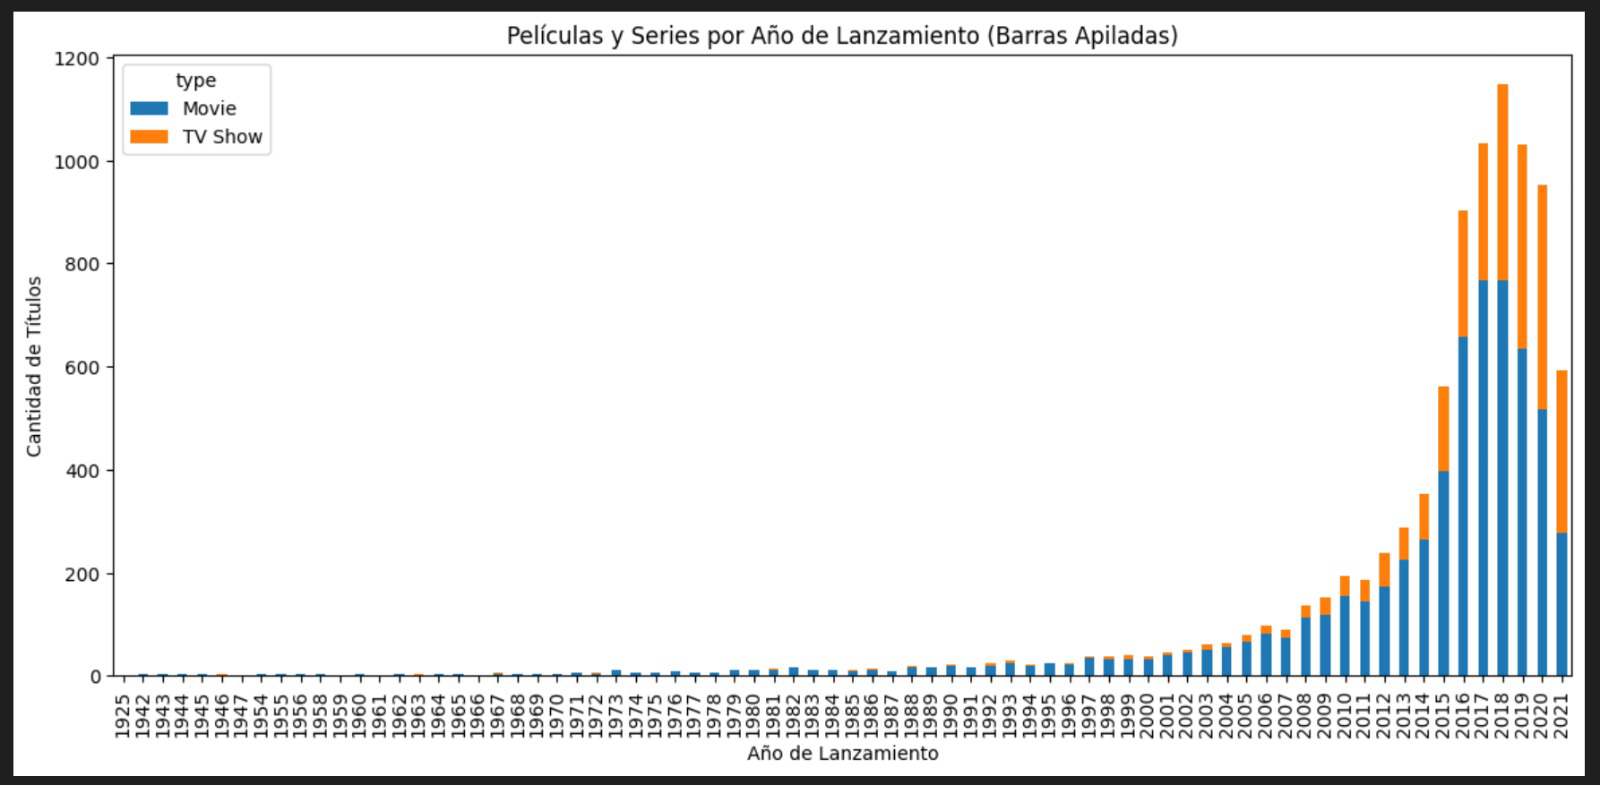 Películas y Series por Año de Lanzamiento (Barras Apiladas)
type
Movie
TV Show
Cantidad de Títulos
1200
1000
800
600
400
200
0
1925 1942 1943 1944 1945 1946 1947 1954 1955 1956 1958 1959 1960 1961 1962 1963 1964 1965 1966 1967 1968 1969 1970 1971 1972 1973 1974 1975 1976 1977 1978 1979 1980 1981 1982 1983 1984 1985 1986 1987 1988 1989 1990 1991 1992 1993 1994 1995 1996 1997 1998 1999 2000 2001 2002 2003 2004 2005 2006 2007 2008 2009 2010 2011 2012 2013 2014 2015 2016 2017 2018 2019 2020 2021
Año de Lanzamiento